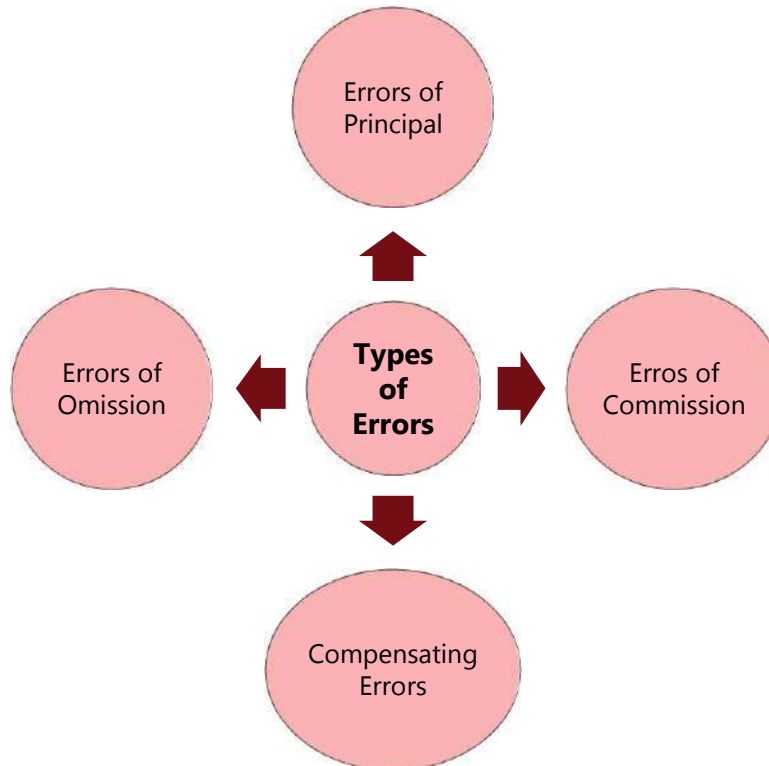 Errors of
Principal
Errors of
Omission
Types
of
Errors
Erros of
Commission
Compensating
Errors